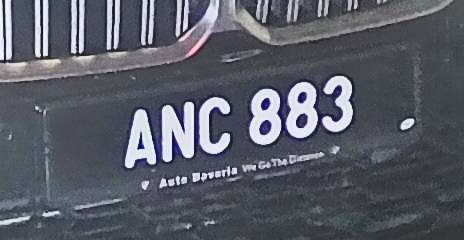 ANC 883
Auto Bavaria We Go The Distance